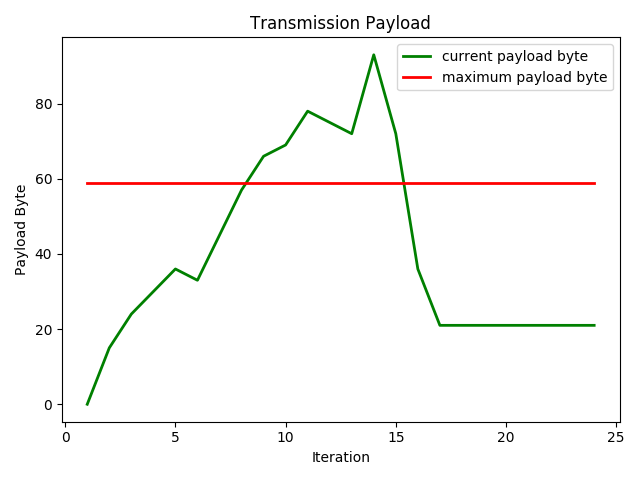 Transmission Payload
current payload byte
maximum payload byte
Payload Byte
80
60
40
20
0
0 5 10 15 20 25
Iteration